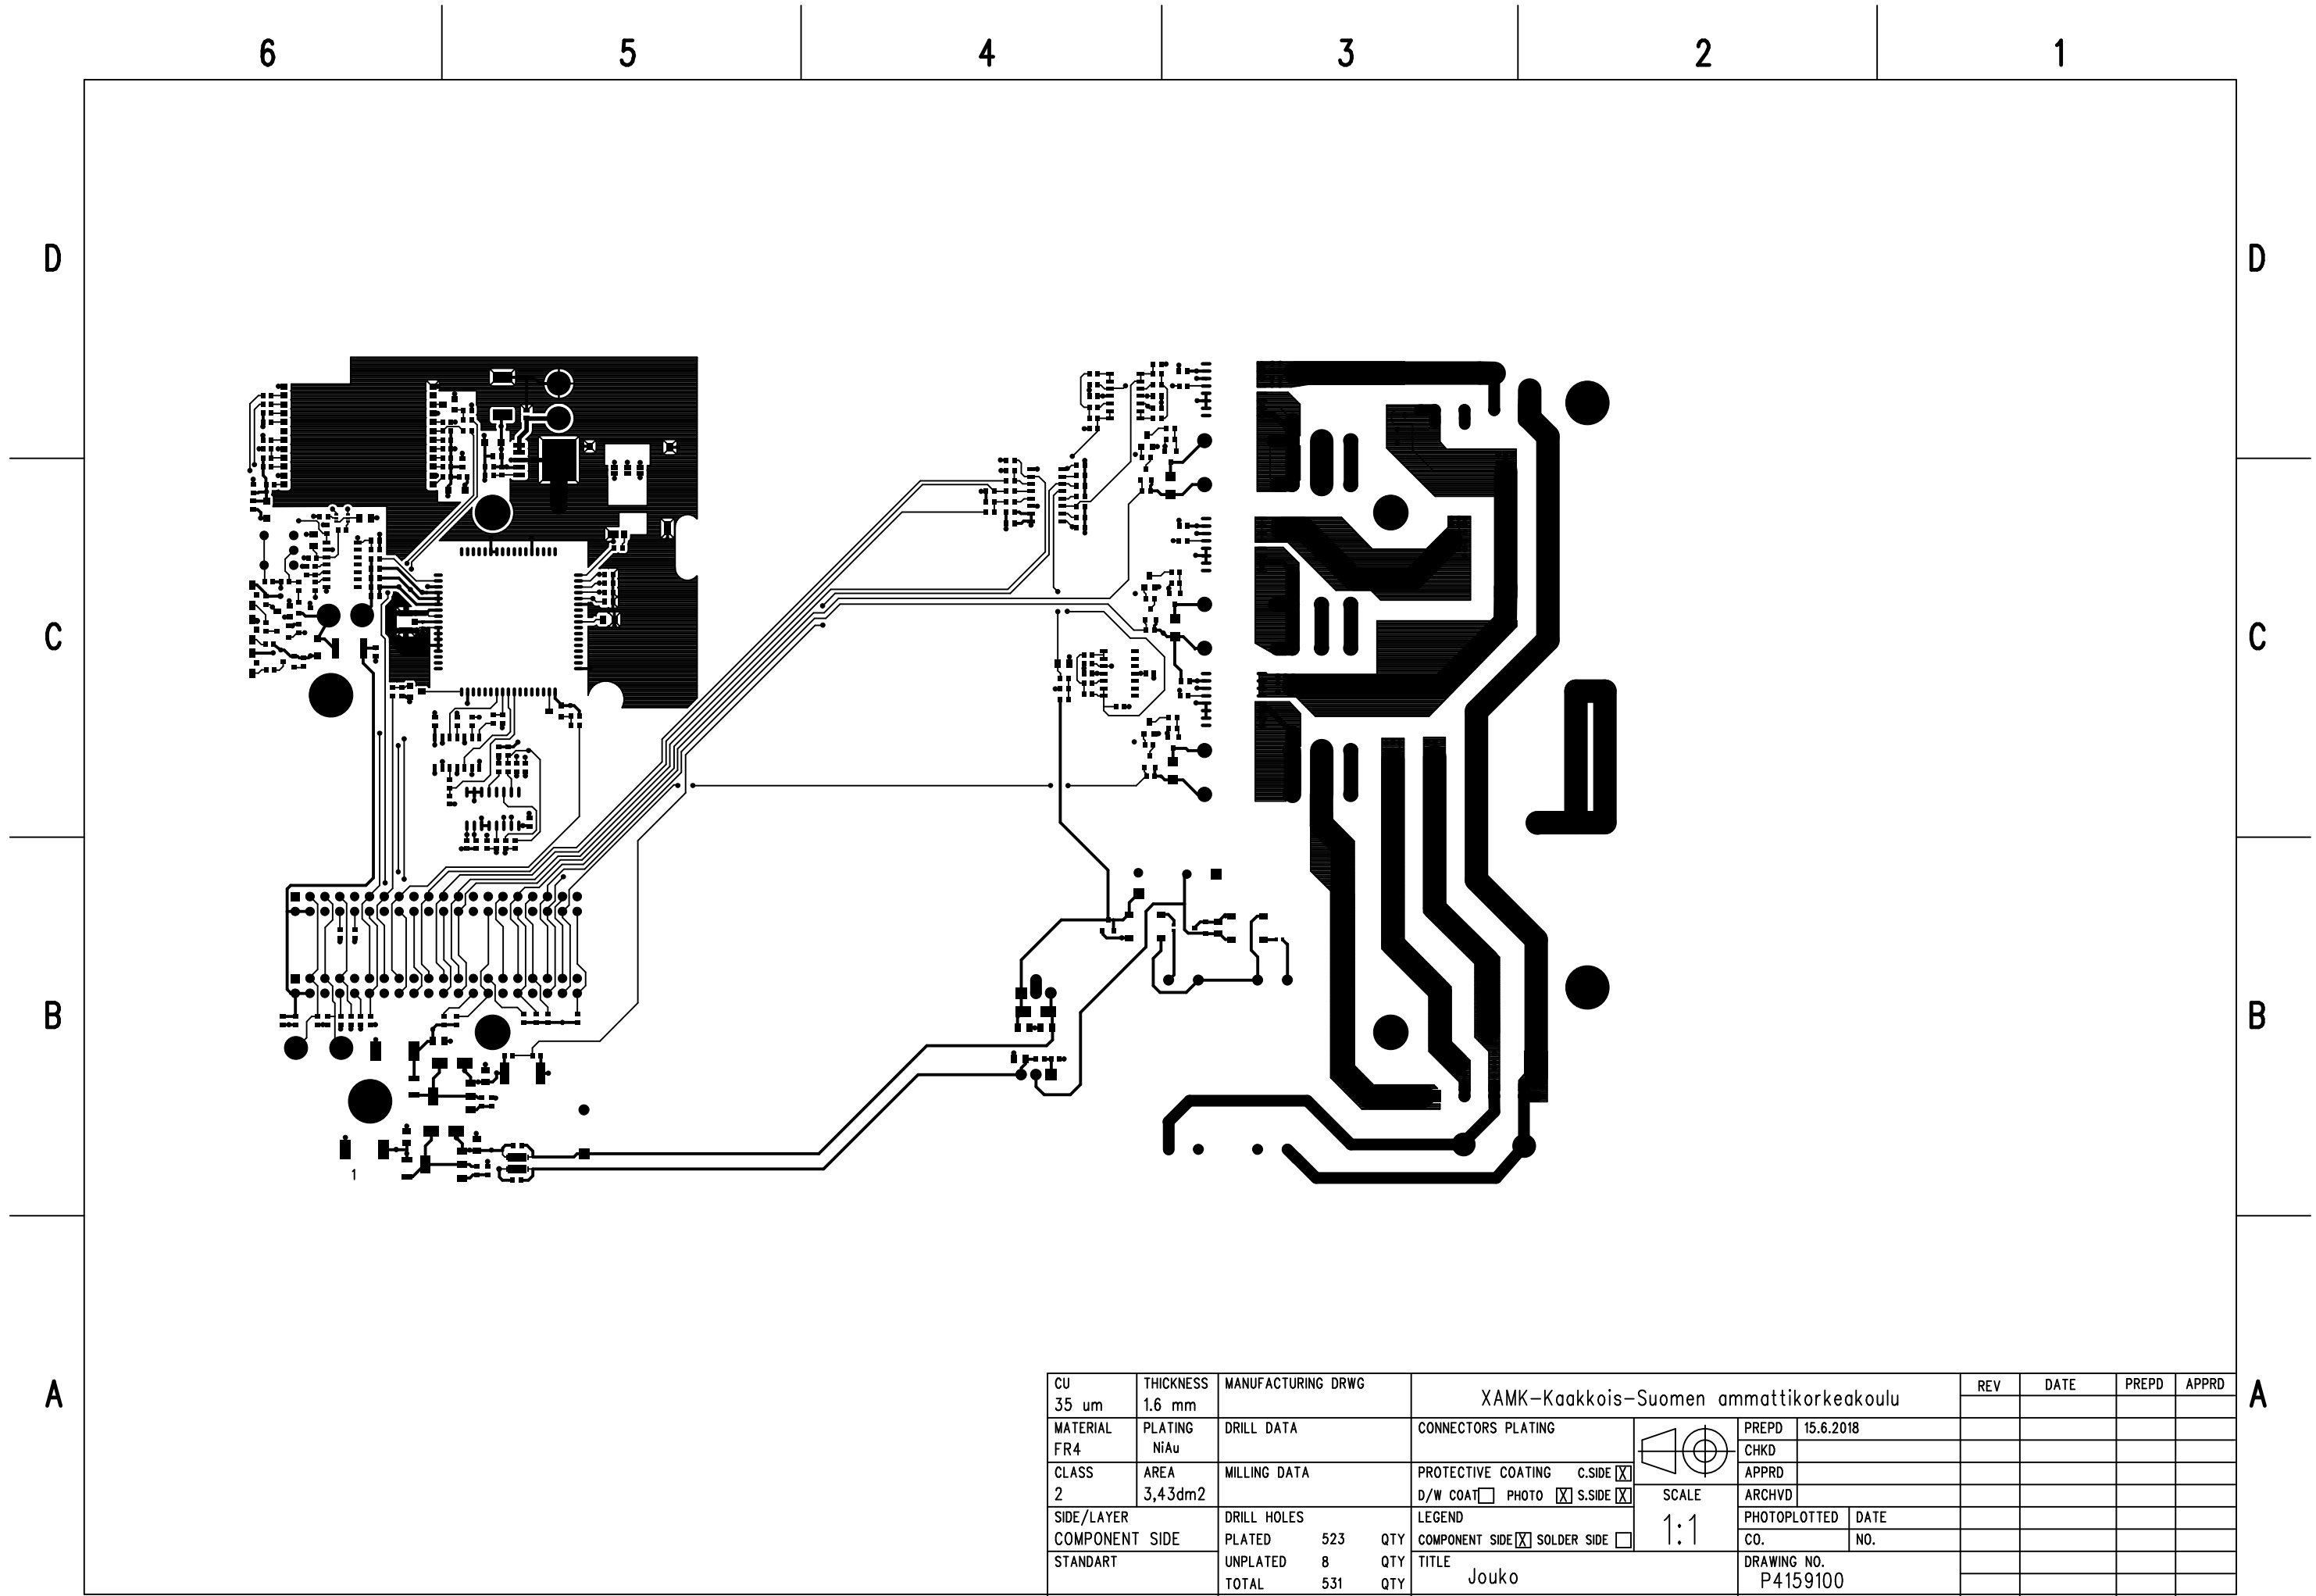 6 5 4 3 2 1
D D
C C
B B
1
A A
CU THICKNESS MANUFACTURING DRWG XAMK-Kaakkois-Suomen ammattikorkeakoulu REV DATE PREPD APPRD
35 um 1.6 mm
MATERIAL PLATING DRILL DATA CONNECTORS PLATING PREPD 15.6.2018
FR4 NiAu CHKD
CLASS AREA MILLING DATA PROTECTIVE COATING C.SIDE X APPRD
2 3,43dm2 D/W COAT PHOTO X S.SIDE X SCALE ARCHVD
SIDE/LAYER DRILL HOLES LEGEND 1:1 PHOTOPLOTTED DATE
COMPONENT SIDE PLATED 523 QTY COMPONENT SIDE X SOLDER SIDE CO. NO.
STANDART UNPLATED 8 QTY TITLE DRAWING NO.
TOTAL 531 QTY Jouko P4159100